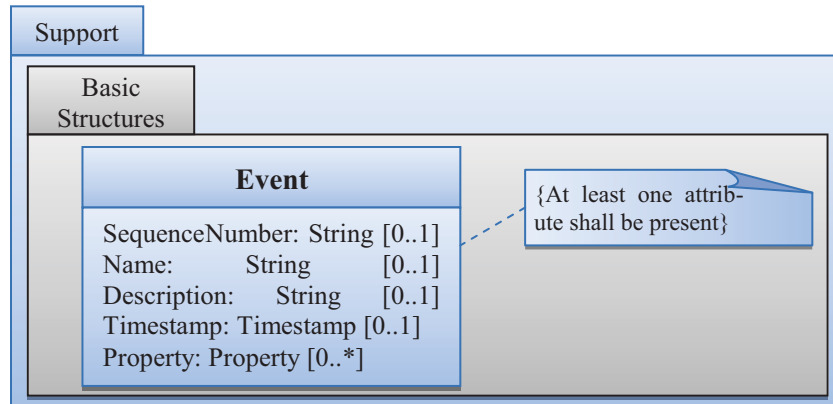 Support
Basic
Structures
Event
SequenceNumber: String [0..1]
Name: String [0..1]
Description: String [0..1]
Timestamp: Timestamp [0..1]
Property: Property [0..*]
{At least one attrib-
ute shall be present}